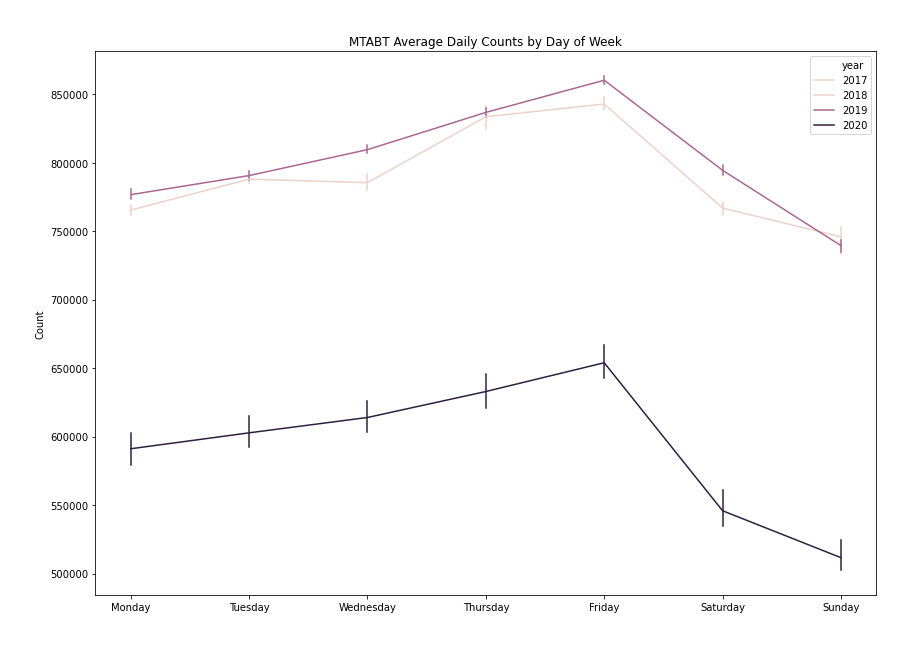 MTABT Average Daily Counts by Day of Week
year
2017
2018
2019
2020
850000
800000
750000
700000
650000
600000
550000
500000
Count
Monday
Tuesday
Wednesday
Thursday
Friday
Saturday
Sunday